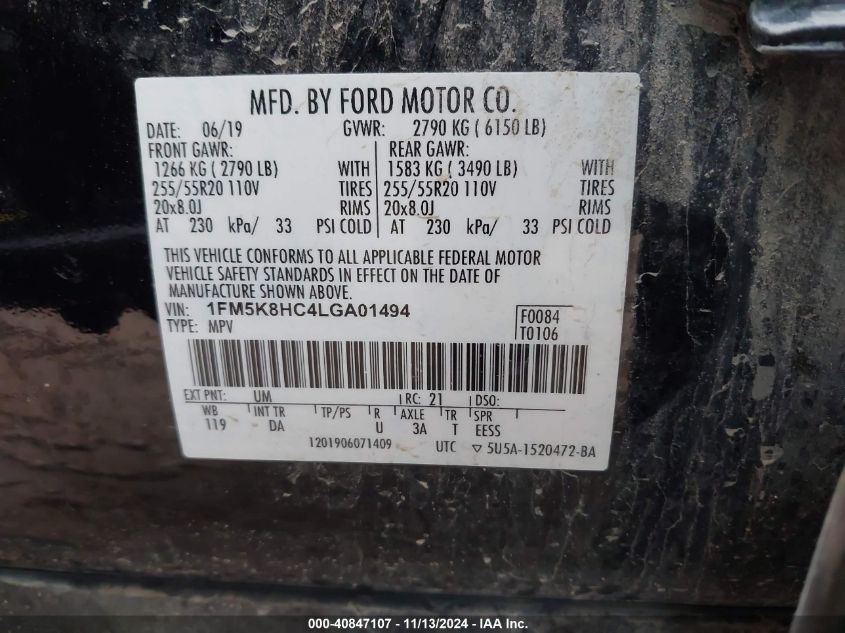 MFD. BY FORD MOTOR CO.
DATE: 06/19 GVWR: 2790 KG ( 6150 LB)
FRONT GAWR: REAR GAWR:
1266 KG ( 2790 LB) WITH 1583 KG ( 3490 LB) WITH
255/55R20 110V TIRES 255/55R20 110V TIRES
20x8.0J RIMS 20x8.0J RIMS
AT 230 kPa/ 33 PSI COLD AT 230 kPa/ 33 PSI COLD
THIS VEHICLE CONFORMS TO ALL APPLICABLE FEDERAL MOTOR
VEHICLE SAFETY STANDARDS IN EFFECT ON THE DATE OF
MANUFACTURE SHOWN ABOVE.
VIN: 1FM5K8HC4LGA01494 F0084
TYPE: MPV T0106
EXT PNT: UM RC: 21 DSO:
WB INT TR TP/PS R AXLE TR SPR
119 DA U 3A T EESS
1201906071409 UTC ▽ 5U5A-1520472-BA
000-40847107 - 11/13/2024 - IAA Inc.